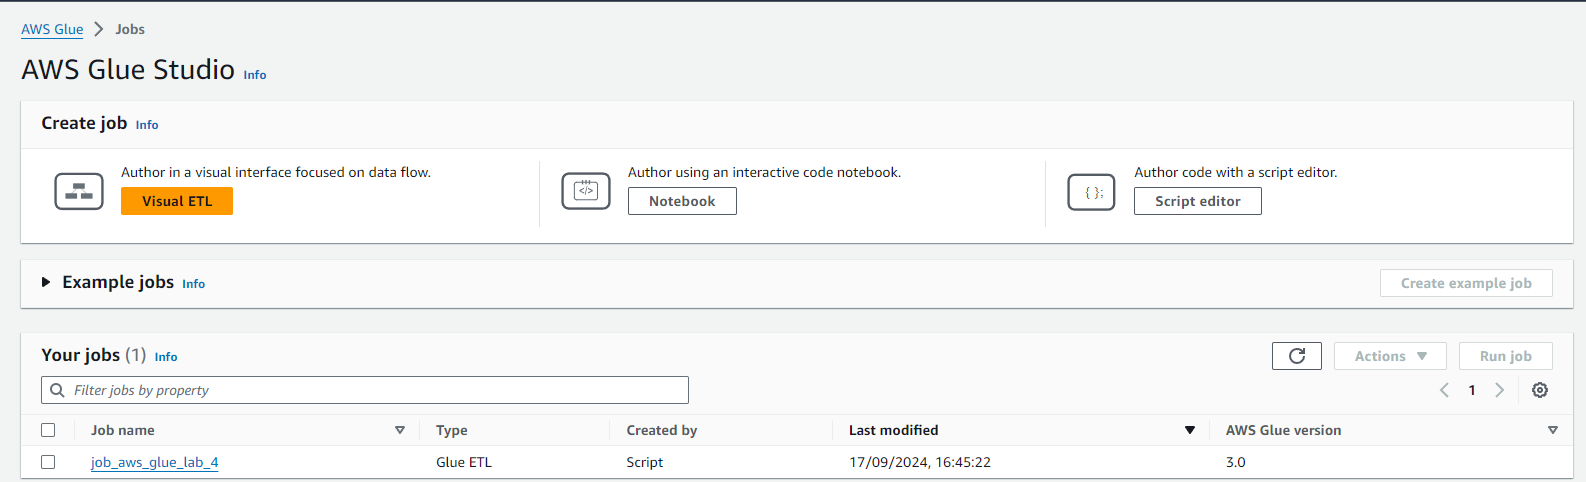 AWS Glue > Jobs
AWS Glue Studio Info
Create job Info
Author in a visual interface focused on data flow.
Visual ETL
</>
Author using an interactive code notebook.
Notebook
{ };
Author code with a script editor.
Script editor
Example jobs Info
Create example job
Your jobs (1) Info
Actions
Run job
Filter jobs by property
1
Job name Type Created by Last modified AWS Glue version
job_aws_glue_lab_4 Glue ETL Script 17/09/2024, 16:45:22 3.0